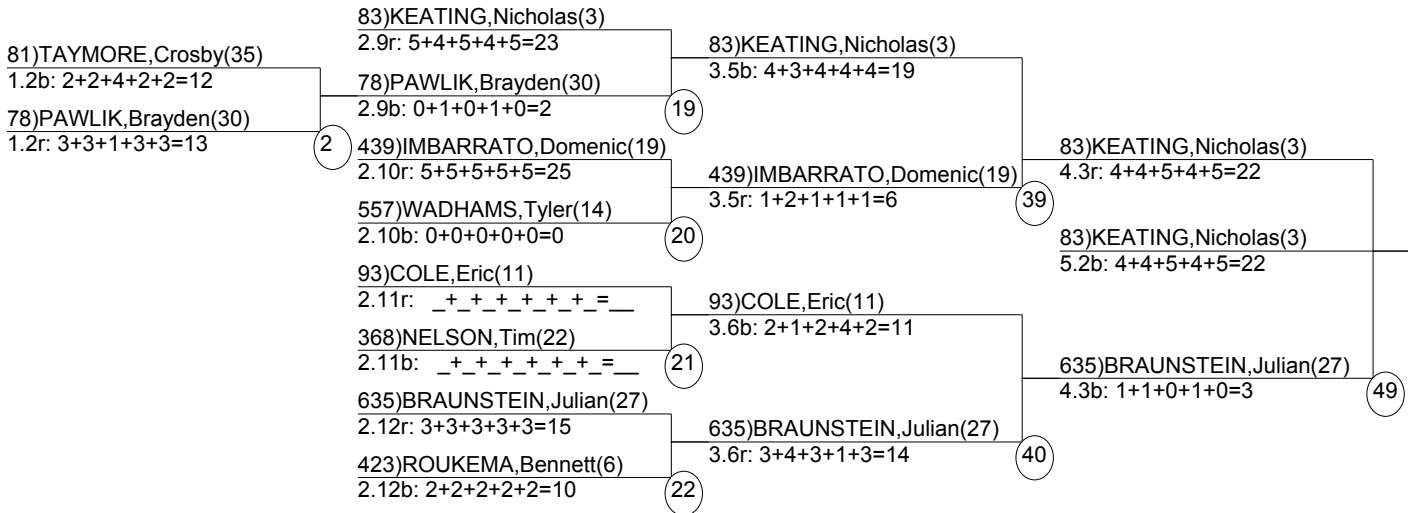 81)TAYMORE,Crosby(35)
1.2b: 2+2+4+2+2=12
78)PAWLIK,Brayden(30)
1.2r: 3+3+1+3+3=13
2
83)KEATING,Nicholas(3)
2.9r: 5+4+5+4+5=23
78)PAWLIK,Brayden(30)
2.9b: 0+1+0+1+0=2
19
439)IMBARRATO,Domenic(19)
2.10r: 5+5+5+5+5=25
557)WADHAMS,Tyler(14)
2.10b: 0+0+0+0+0=0
20
93)COLE,Eric(11)
2.11r: _+_+_+_+_+_+_=__
368)NELSON,Tim(22)
2.11b: _+_+_+_+_+_=__
21
635)BRAUNSTEIN,Julian(27)
2.12r: 3+3+3+3+3=15
423)ROUKEMA,Bennett(6)
2.12b: 2+2+2+2+2=10
22
83)KEATING,Nicholas(3)
3.5b: 4+3+4+4+4=19
439)IMBARRATO,Domenic(19)
3.5r: 1+2+1+1+1=6
39
93)COLE,Eric(11)
3.6b: 2+1+2+4+2=11
635)BRAUNSTEIN,Julian(27)
3.6r: 3+4+3+1+3=14
40
83)KEATING,Nicholas(3)
4.3r: 4+4+5+4+5=22
83)KEATING,Nicholas(3)
5.2b: 4+4+5+4+5=22
635)BRAUNSTEIN,Julian(27)
4.3b: 1+1+0+1+0=3
49